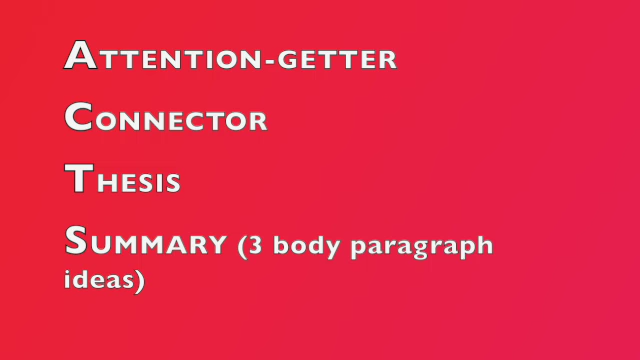 ATTENTION-GETTER
CONNECTOR
THESIS
SUMMARY (3 body paragraph
ideas)